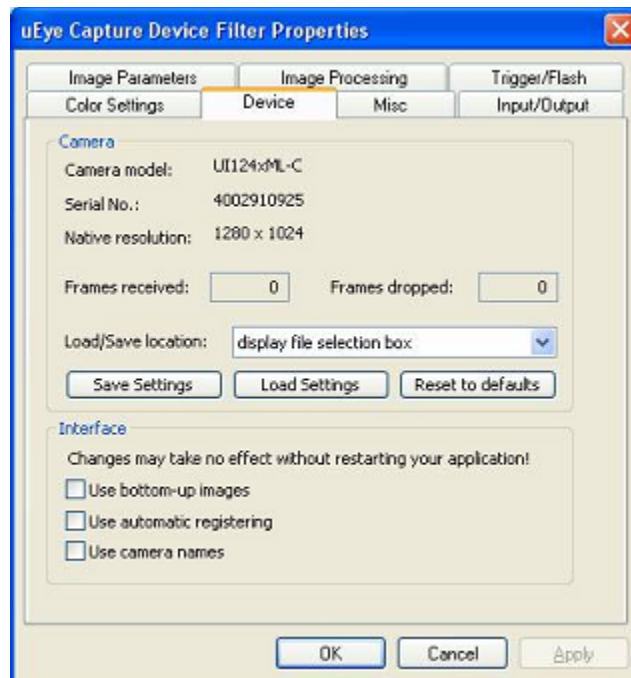 uEye Capture Device Filter Properties
Image Parameters Image Processing Trigger/Flash
Color Settings Device Misc Input/Output
Camera
Camera model: UI124xML-C
Serial No.: 4002910925
Native resolution: 1280 x 1024
Frames received: 0 Frames dropped: 0
Load/Save location: display file selection box
Save Settings Load Settings Reset to defaults
Interface
Changes may take no effect without restarting your application!
Use bottom-up images
Use automatic registering
Use camera names
OK Cancel Apply